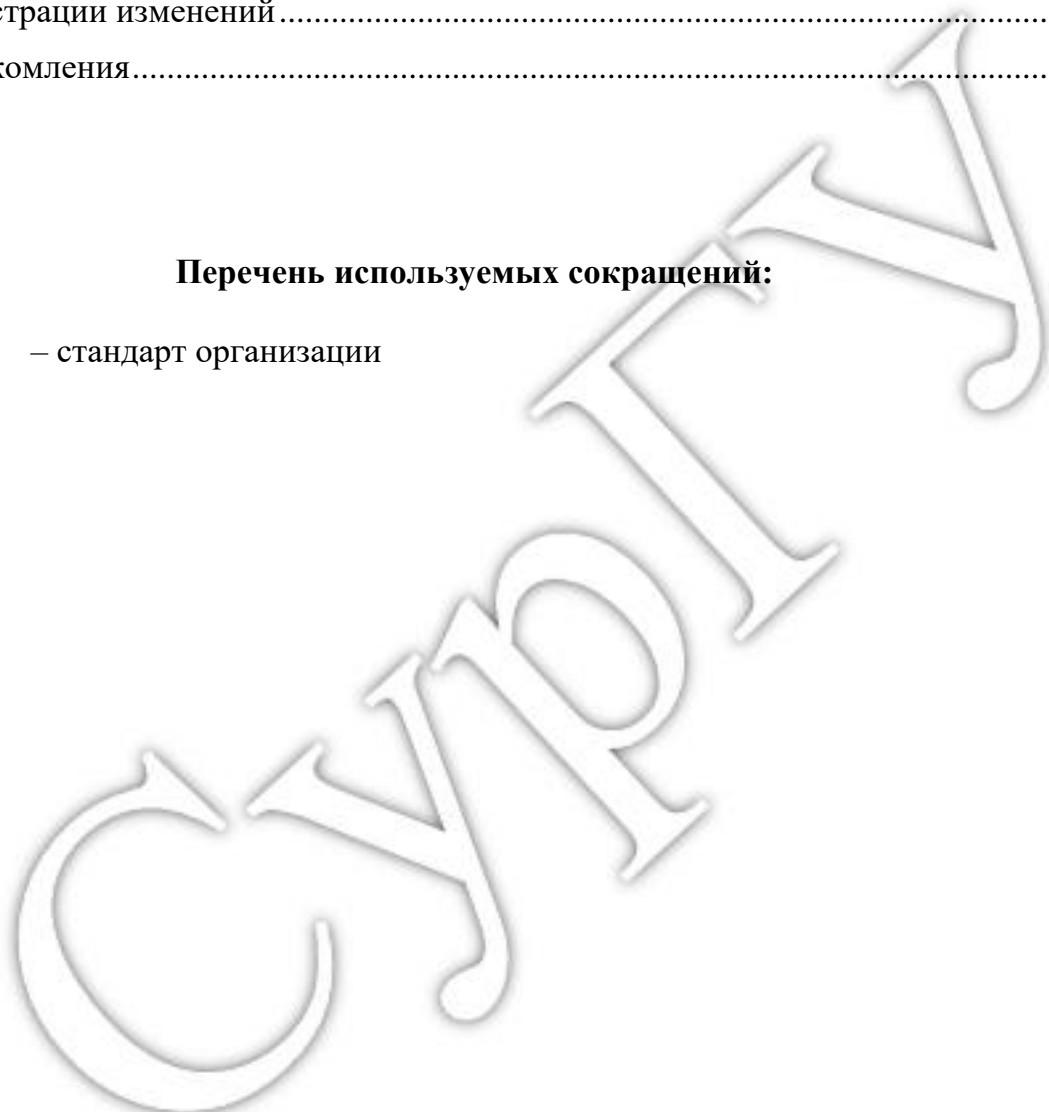 страции изменений
комления
Перечень используемых сокращений:
– стандарт организации
СурГУ